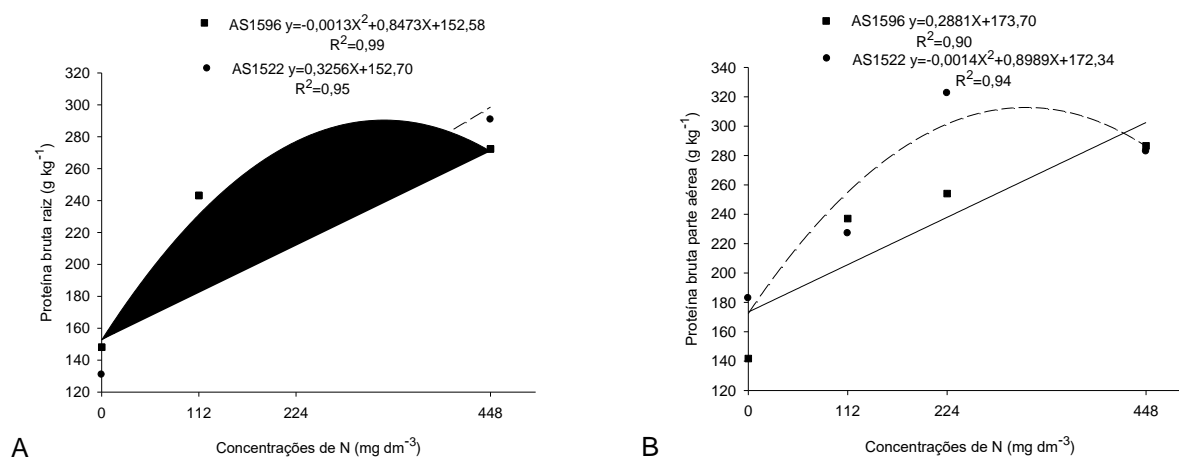 AS1596 y=-0,0013X²+0,8473X+152,58
R²=0,99
AS1522 y=0,3256X+152,70
R²=0,95
Proteína bruta raiz (g kg⁻¹)
320
300
280
260
240
220
200
180
160
140
120
0 112 224 448
Concentrações de N (mg dm⁻³)
A
AS1596 y=0,2881X+173,70
R²=0,90
AS1522 y=-0,0014X²+0,8989X+172,34
R²=0,94
Proteína bruta parte aérea (g kg⁻¹)
340
320
300
280
260
240
220
200
180
160
140
120
0 112 224 448
Concentrações de N (mg dm⁻³)
B